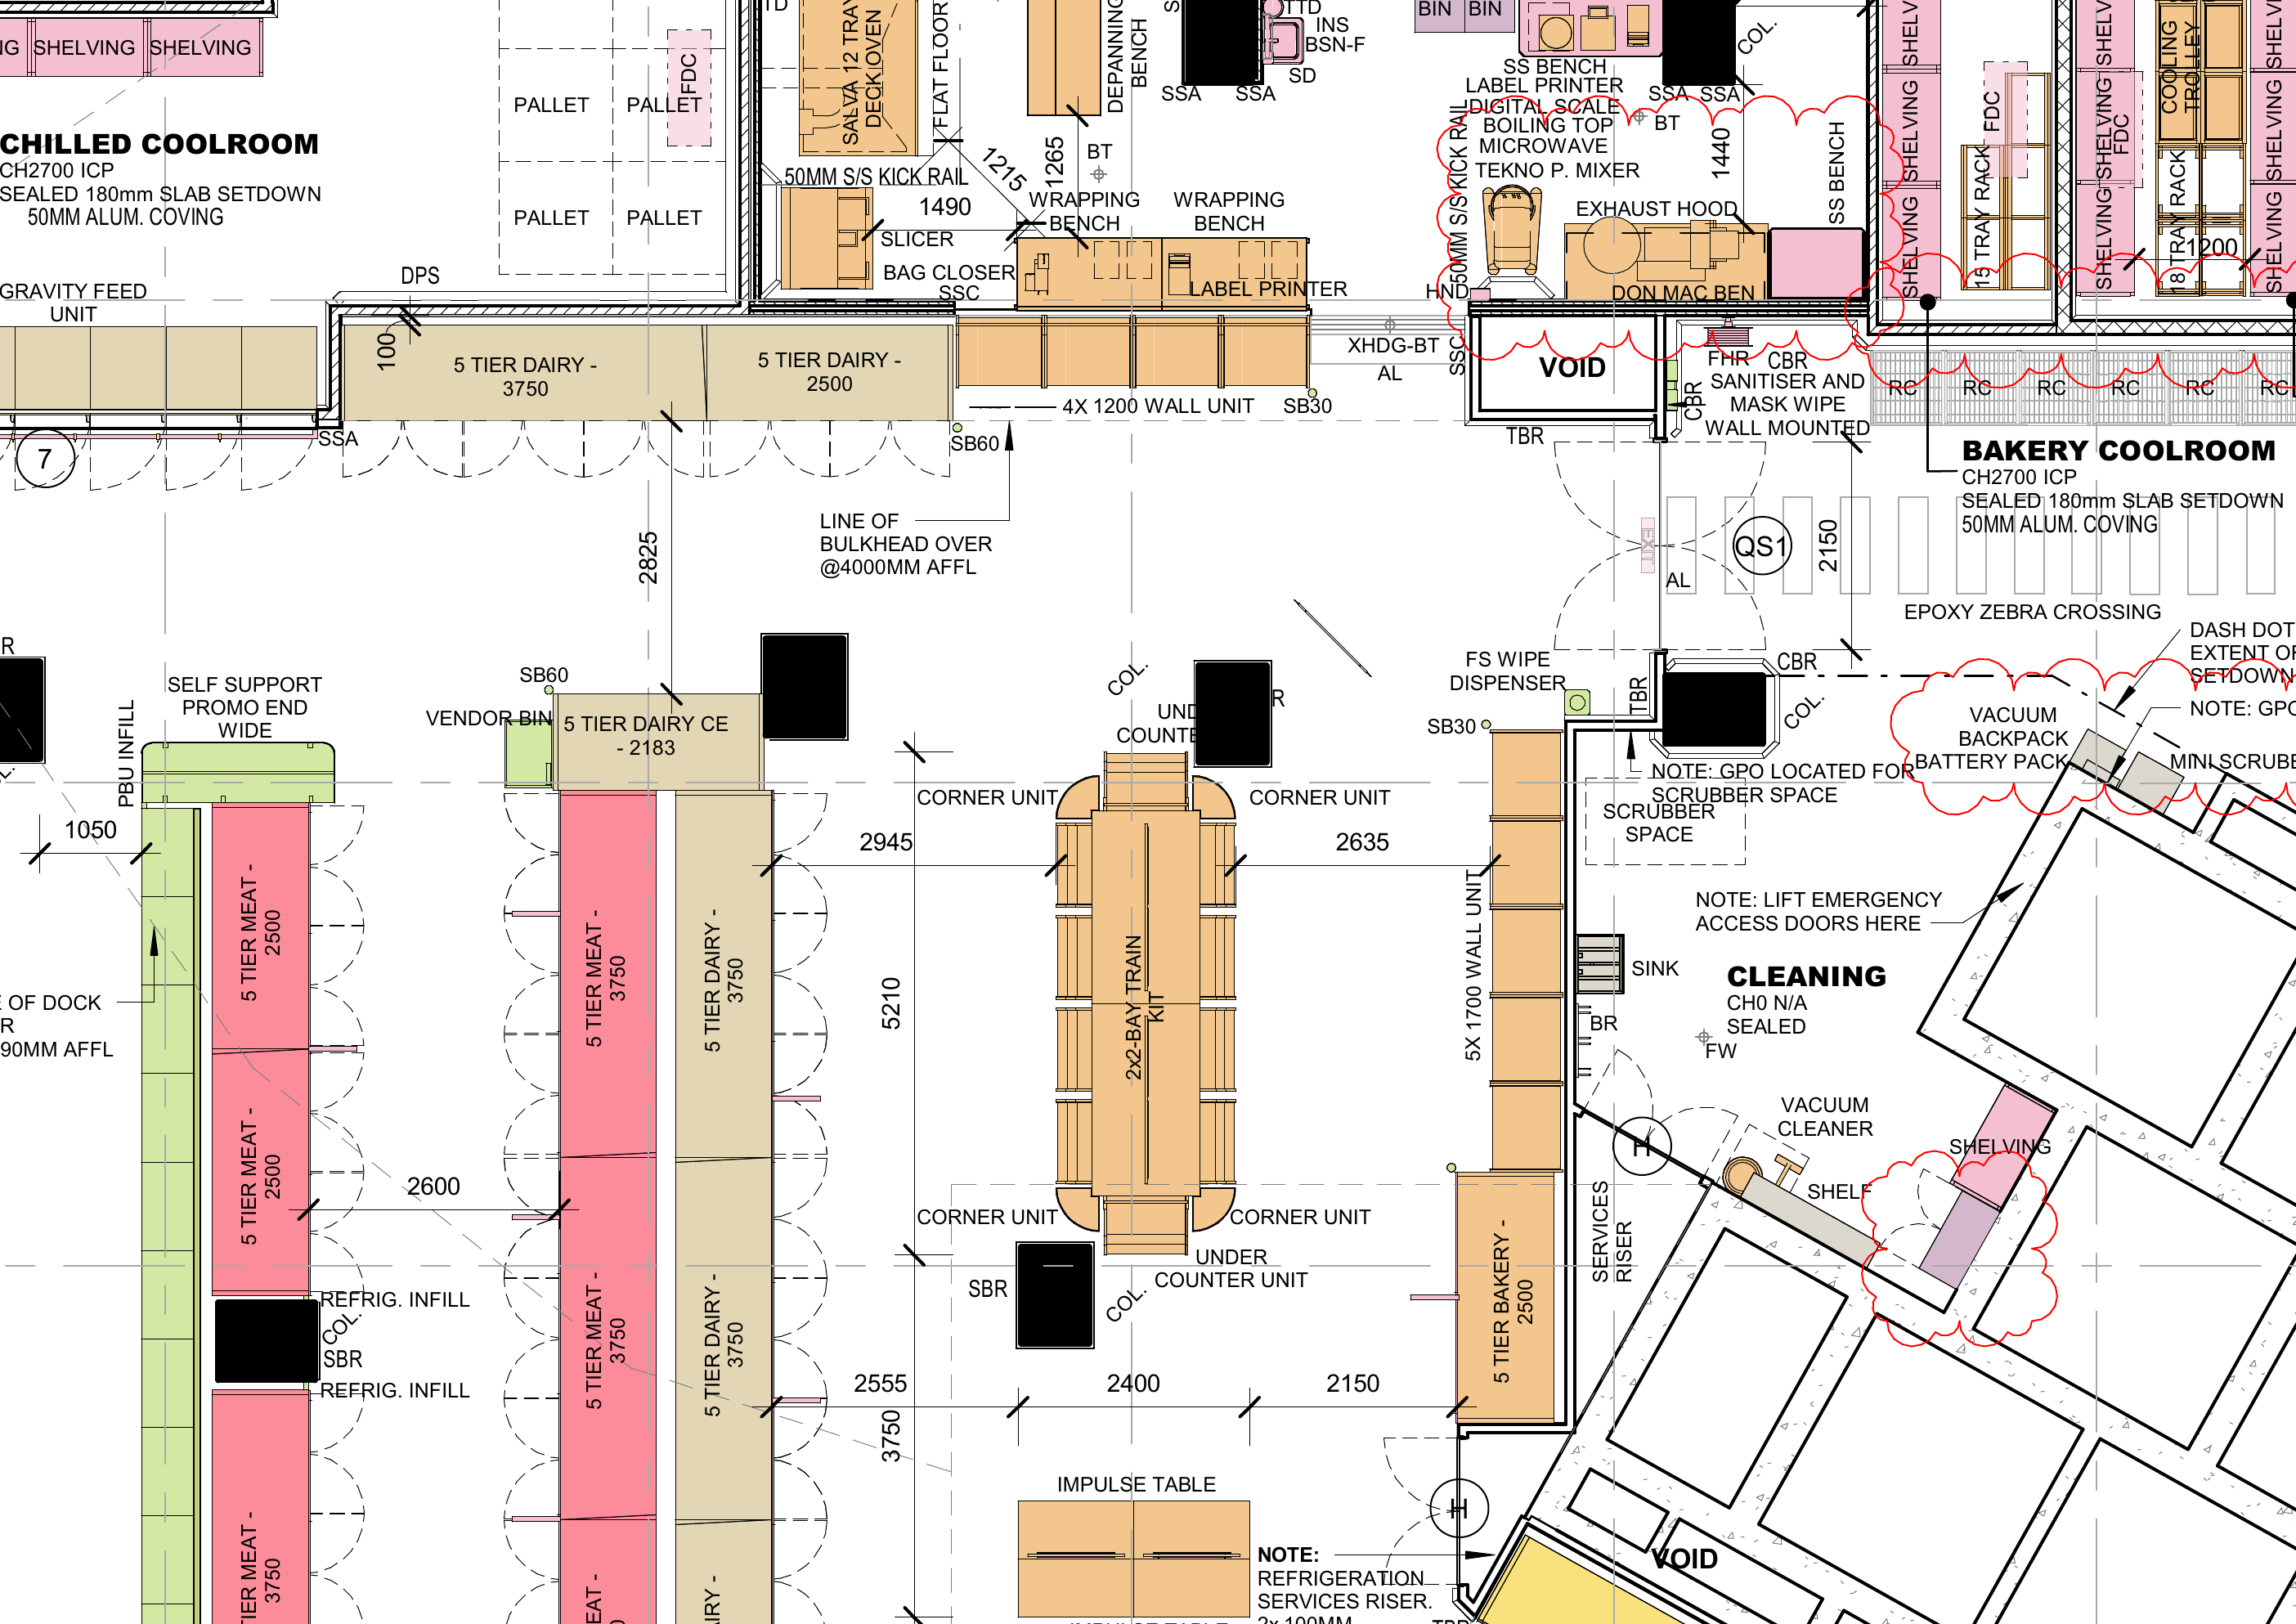 SHELVING
SHELVING
PALLET
PALLET
FDC
PALLET
PALLET
CHILLED COOLROOM
CH2700 ICP
SEALED 180mm SLAB SETDOWN
50MM ALUM. COVING
GRAVITY FEED
UNIT
DPS
100
SALVA 12 TRAY
DECK OVEN
FLAT FLOOR
DEPANNING
BENCH
1215
1265
BT
50MM S/S KICK RAIL
1490
SLICER
BAG CLOSER
SSC
WRAPPING
BENCH
WRAPPING
BENCH
LABEL PRINTER
TTD
INS
BSN-F
SD
SSA
SSA
BIN
BIN
SS BENCH
LABEL PRINTER
DIGITAL SCALE
BOILING TOP
MICROWAVE
TEKNO P. MIXER
SSA
SSA
COL.
BT
1440
50MM S/S KICK RAIL
EXHAUST HOOD
SS BENCH
HND
DON MAC BEN
SHELVING
SHELVING
FDC
15 TRAY RACK
SHELVING
SHELVING
FDC
COOLING
TROLLEY
18 TRAY RACK
1200
SHELVING
5 TIER DAIRY -
3750
5 TIER DAIRY -
2500
4X 1200 WALL UNIT
SB30
SB60
XHDG-BT
AL
SSC
VOID
TBR
FHR
CBR
CBR
SANITISER AND
MASK WIPE
WALL MOUNTED
RC
RC
RC
RC
RC
RC
BAKERY COOLROOM
CH2700 ICP
SEALED 180mm SLAB SETDOWN
50MM ALUM. COVING
SSA
7
LINE OF
BULKHEAD OVER
@4000MM AFFL
2825
EXIT
QS1
AL
2150
EPOXY ZEBRA CROSSING
DASH DOT
SETDOWN
NOTE: GPO
SELF SUPPORT
PROMO END
WIDE
PBU INFILL
1050
SB60
VENDOR BIN
5 TIER DAIRY CE
- 2183
COL.
FS WIPE
DISPENSER
TBR
CBR
COL.
SB30
NOTE: GPO LOCATED FOR
SCRUBBER SPACE
SCRUBBER
SPACE
VACUUM
BACKPACK
BATTERY PACK
CORNER UNIT
CORNER UNIT
2945
2635
5 TIER MEAT -
2500
5 TIER MEAT -
3750
5 TIER DAIRY -
3750
5210
2x2-BAY TRAIN
KIT
5X 1700 WALL UNIT
NOTE: LIFT EMERGENCY
ACCESS DOORS HERE
SINK
CLEANING
CH0 N/A
SEALED
BR
FW
OF DOCK
R
90MM AFFL
5 TIER MEAT -
2500
2600
VACUUM
CLEANER
SHELVING
SHELF
H
SERVICES
RISER
CORNER UNIT
CORNER UNIT
UNDER
COUNTER UNIT
SBR
COL.
REFRIG. INFILL
COL.
SBR
REFRIG. INFILL
5 TIER MEAT -
3750
5 TIER DAIRY -
3750
5 TIER BAKERY -
2500
2555
2400
2150
3750
IMPULSE TABLE
H
NOTE:
REFRIGERATION
SERVICES RISER.
2x 100MM
VOID
3750